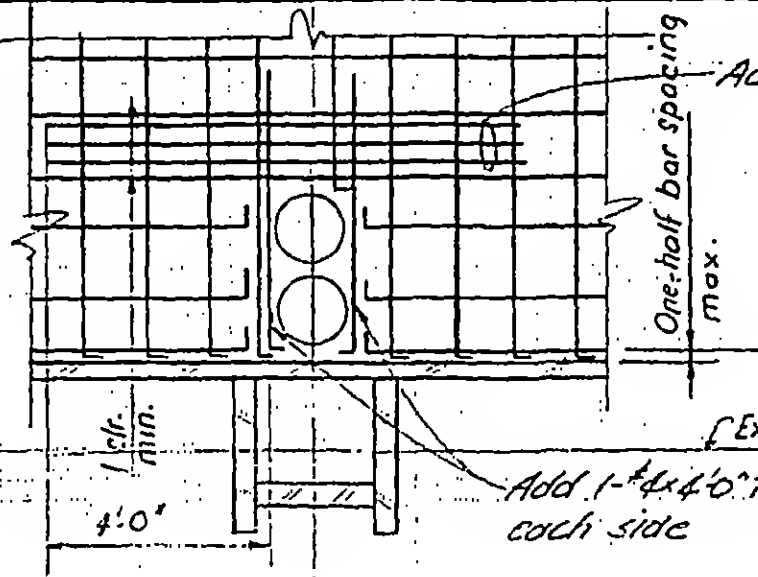 One-half bar spacing
max.
1 clr.
min.
4'-0"
Add 1-#4x4'-0"
each side